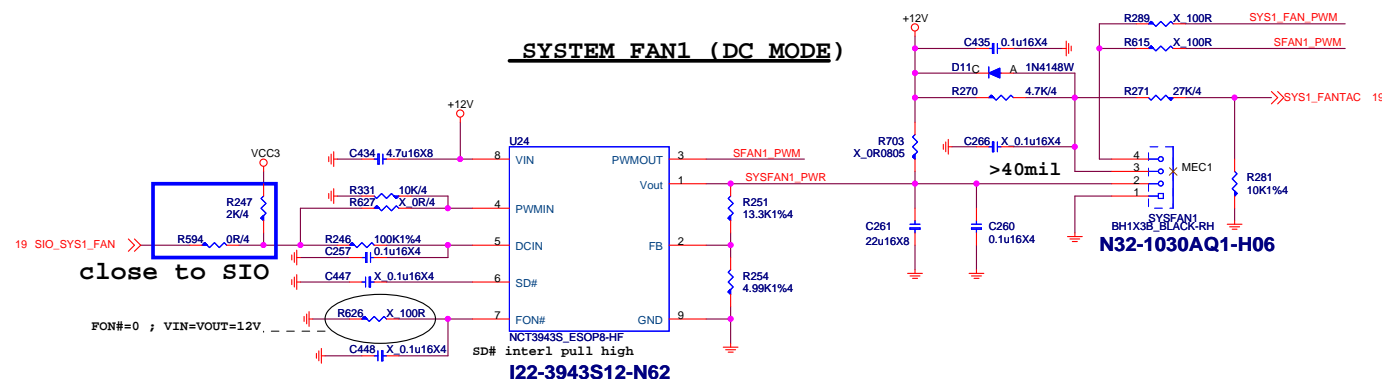 SYSTEM FAN1 (DC MODE)
+12V
C435 0.1u16X4
D11 C A 1N4148W
R270 4.7K/4
R289 X_100R SYS1_FAN_PWM
R615 X_100R SFAN1_PWM
R271 27K/4
SYS1_FANTAC 19
R703
X_0R0805
C266 X_0.1u16X4
>40mil
4
3
2
1
MEC1
R281
10K1%4
SYSFAN1
BH1X3B_BLACK-RH
N32-1030AQ1-H06
+12V
C434 4.7u16X8
VCC3
R247
2K/4
R594 0R/4
19 SIO_SYS1_FAN
close to SIO
R331 10K/4
R627 X_0R/4
R246 100K1%4
C257 0.1u16X4
C447 X_0.1u16X4
R626 X_100R
FON#=0 ; VIN=VOUT=12V
C448 X_0.1u16X4
U24
8 VIN
4 PWMIN
5 DCIN
6 SD#
7 FON#
PWMOUT 3
Vout 1
FB 2
GND 9
NCT3943S_ESOP8-HF
SD# interl pull high
I22-3943S12-N62
SFAN1_PWM
SYSFAN1_PWR
R251
13.3K1%4
R254
4.99K1%4
C261
22u16X8
C260
0.1u16X4